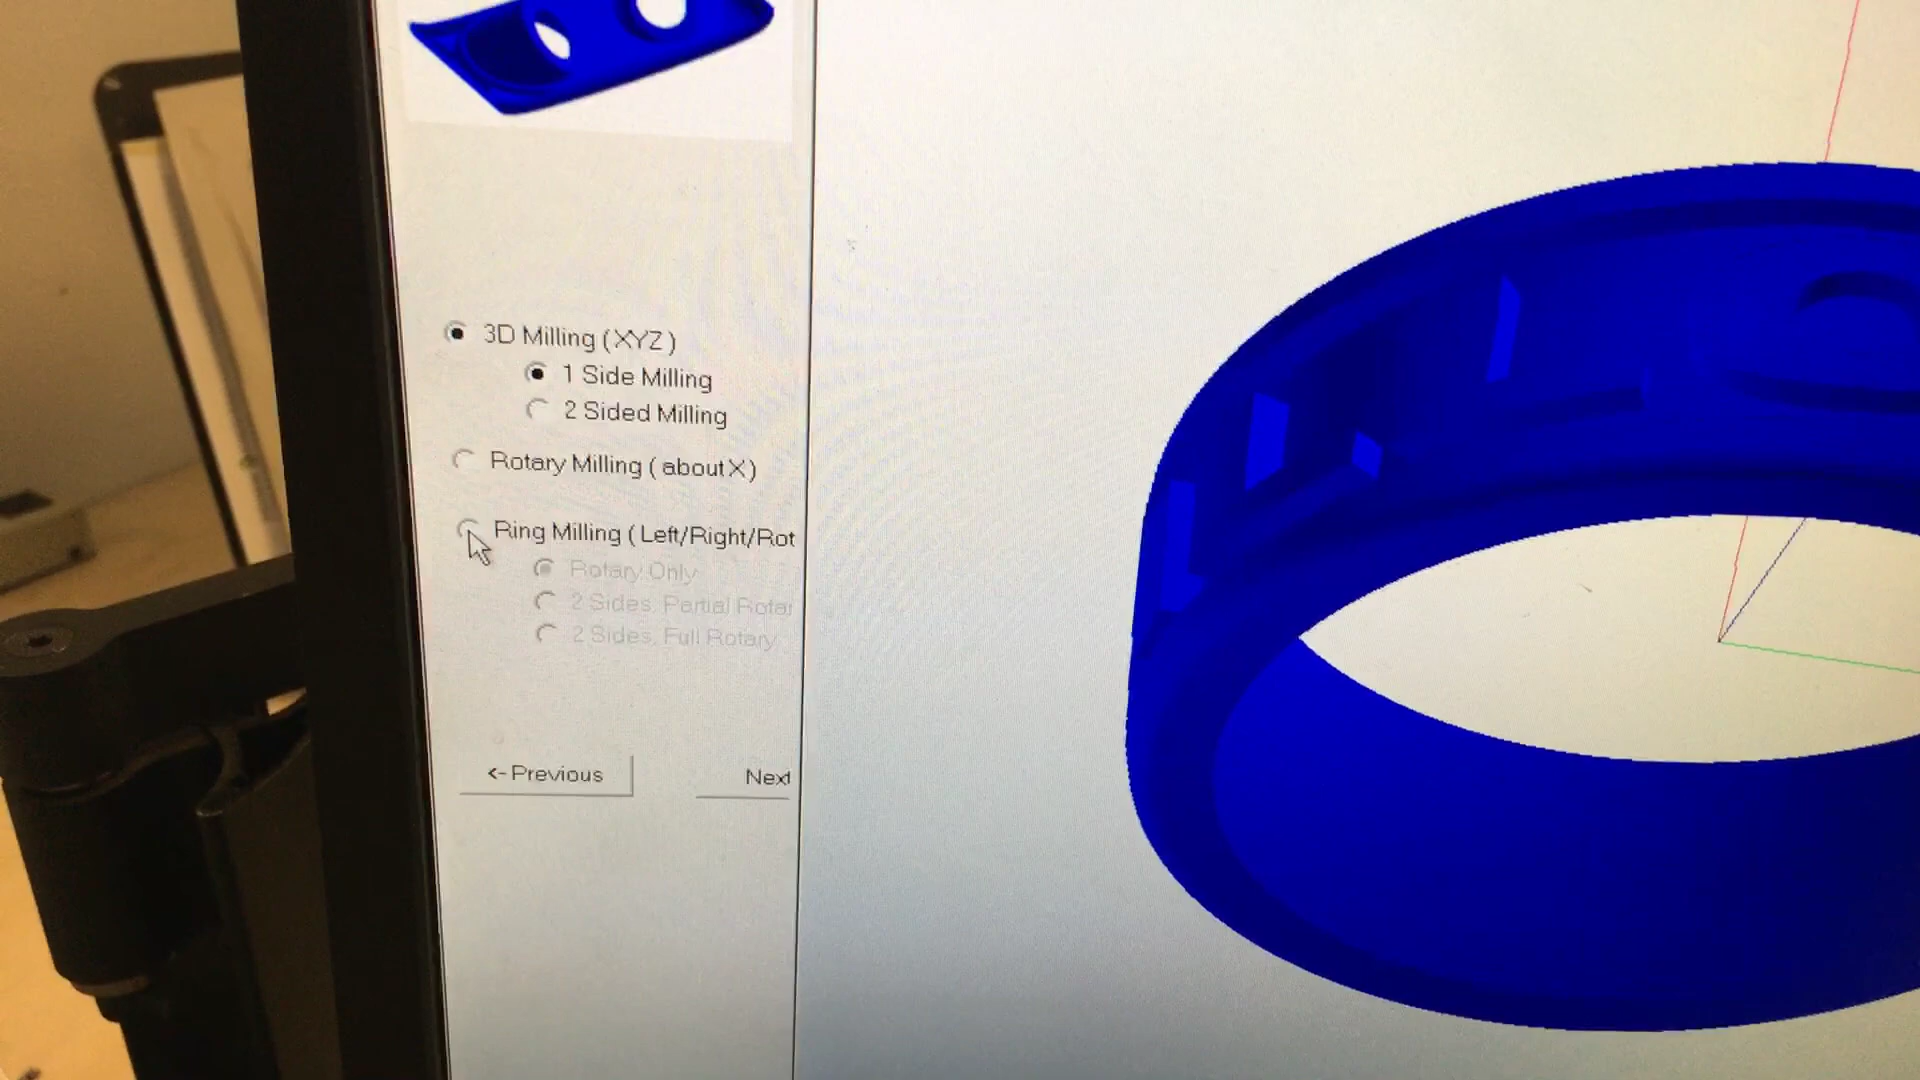 3D Milling (XYZ)
1 Side Milling
2 Sided Milling
Rotary Milling ( about X)
Ring Milling ( Left/Right/Rot
Rotary Only
2 Sides, Partial Rotar
2 Sides, Full Rotary
<- Previous
Next